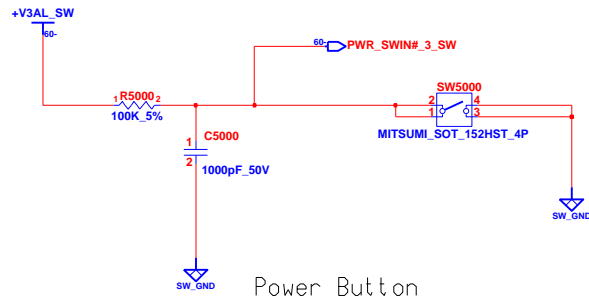 +V3AL_SW
60-
60-
PWR_SWIN#_3_SW
1 R5000 2
100K_5%
SW5000
2 4
1 3
MITSUMI_SOT_152HST_4P
C5000
1
2
1000pF_50V
SW_GND
SW_GND
Power Button